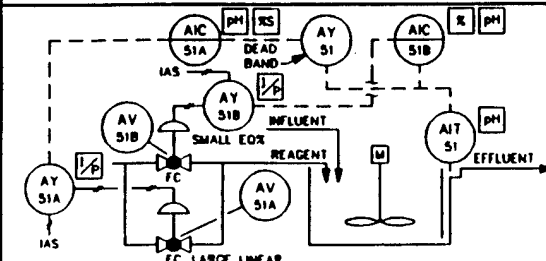 AIC
51A
pH
%S
AY
51
%
pH
AIC
51B
DEAD
BAND
IAS
AY
51B
I/P
AV
51B
SMALL EQ%
INFLUENT
AIT
51
pH
REAGENT
M
EFFLUENT
I/P
AY
51A
FC
AV
51A
IAS
FC LARGE LINEAR